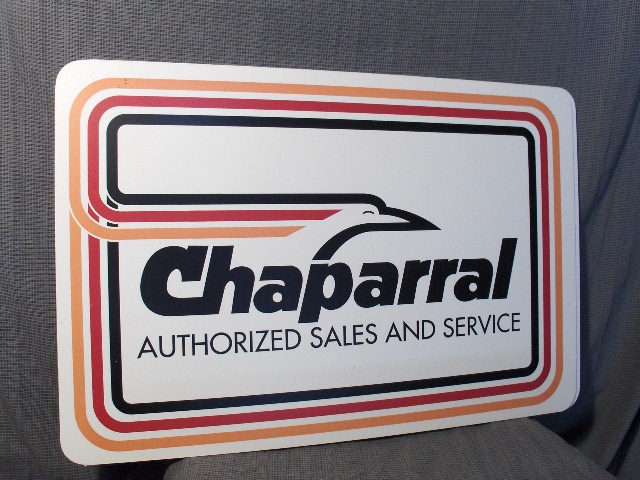 Chaparral
AUTHORIZED SALES AND SERVICE